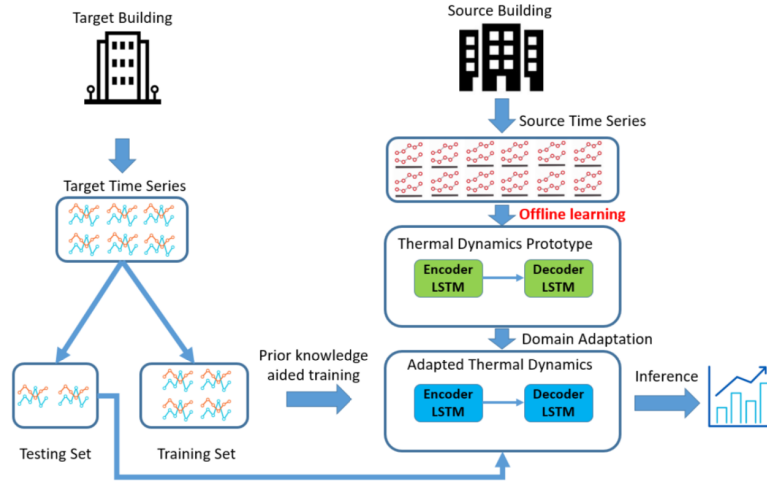 Target Building
Source Building
Source Time Series
Target Time Series
Offline learning
Thermal Dynamics Prototype
Encoder
LSTM
Decoder
LSTM
Domain Adaptation
Prior knowledge
aided training
Adapted Thermal Dynamics
Encoder
LSTM
Decoder
LSTM
Inference
Testing Set
Training Set